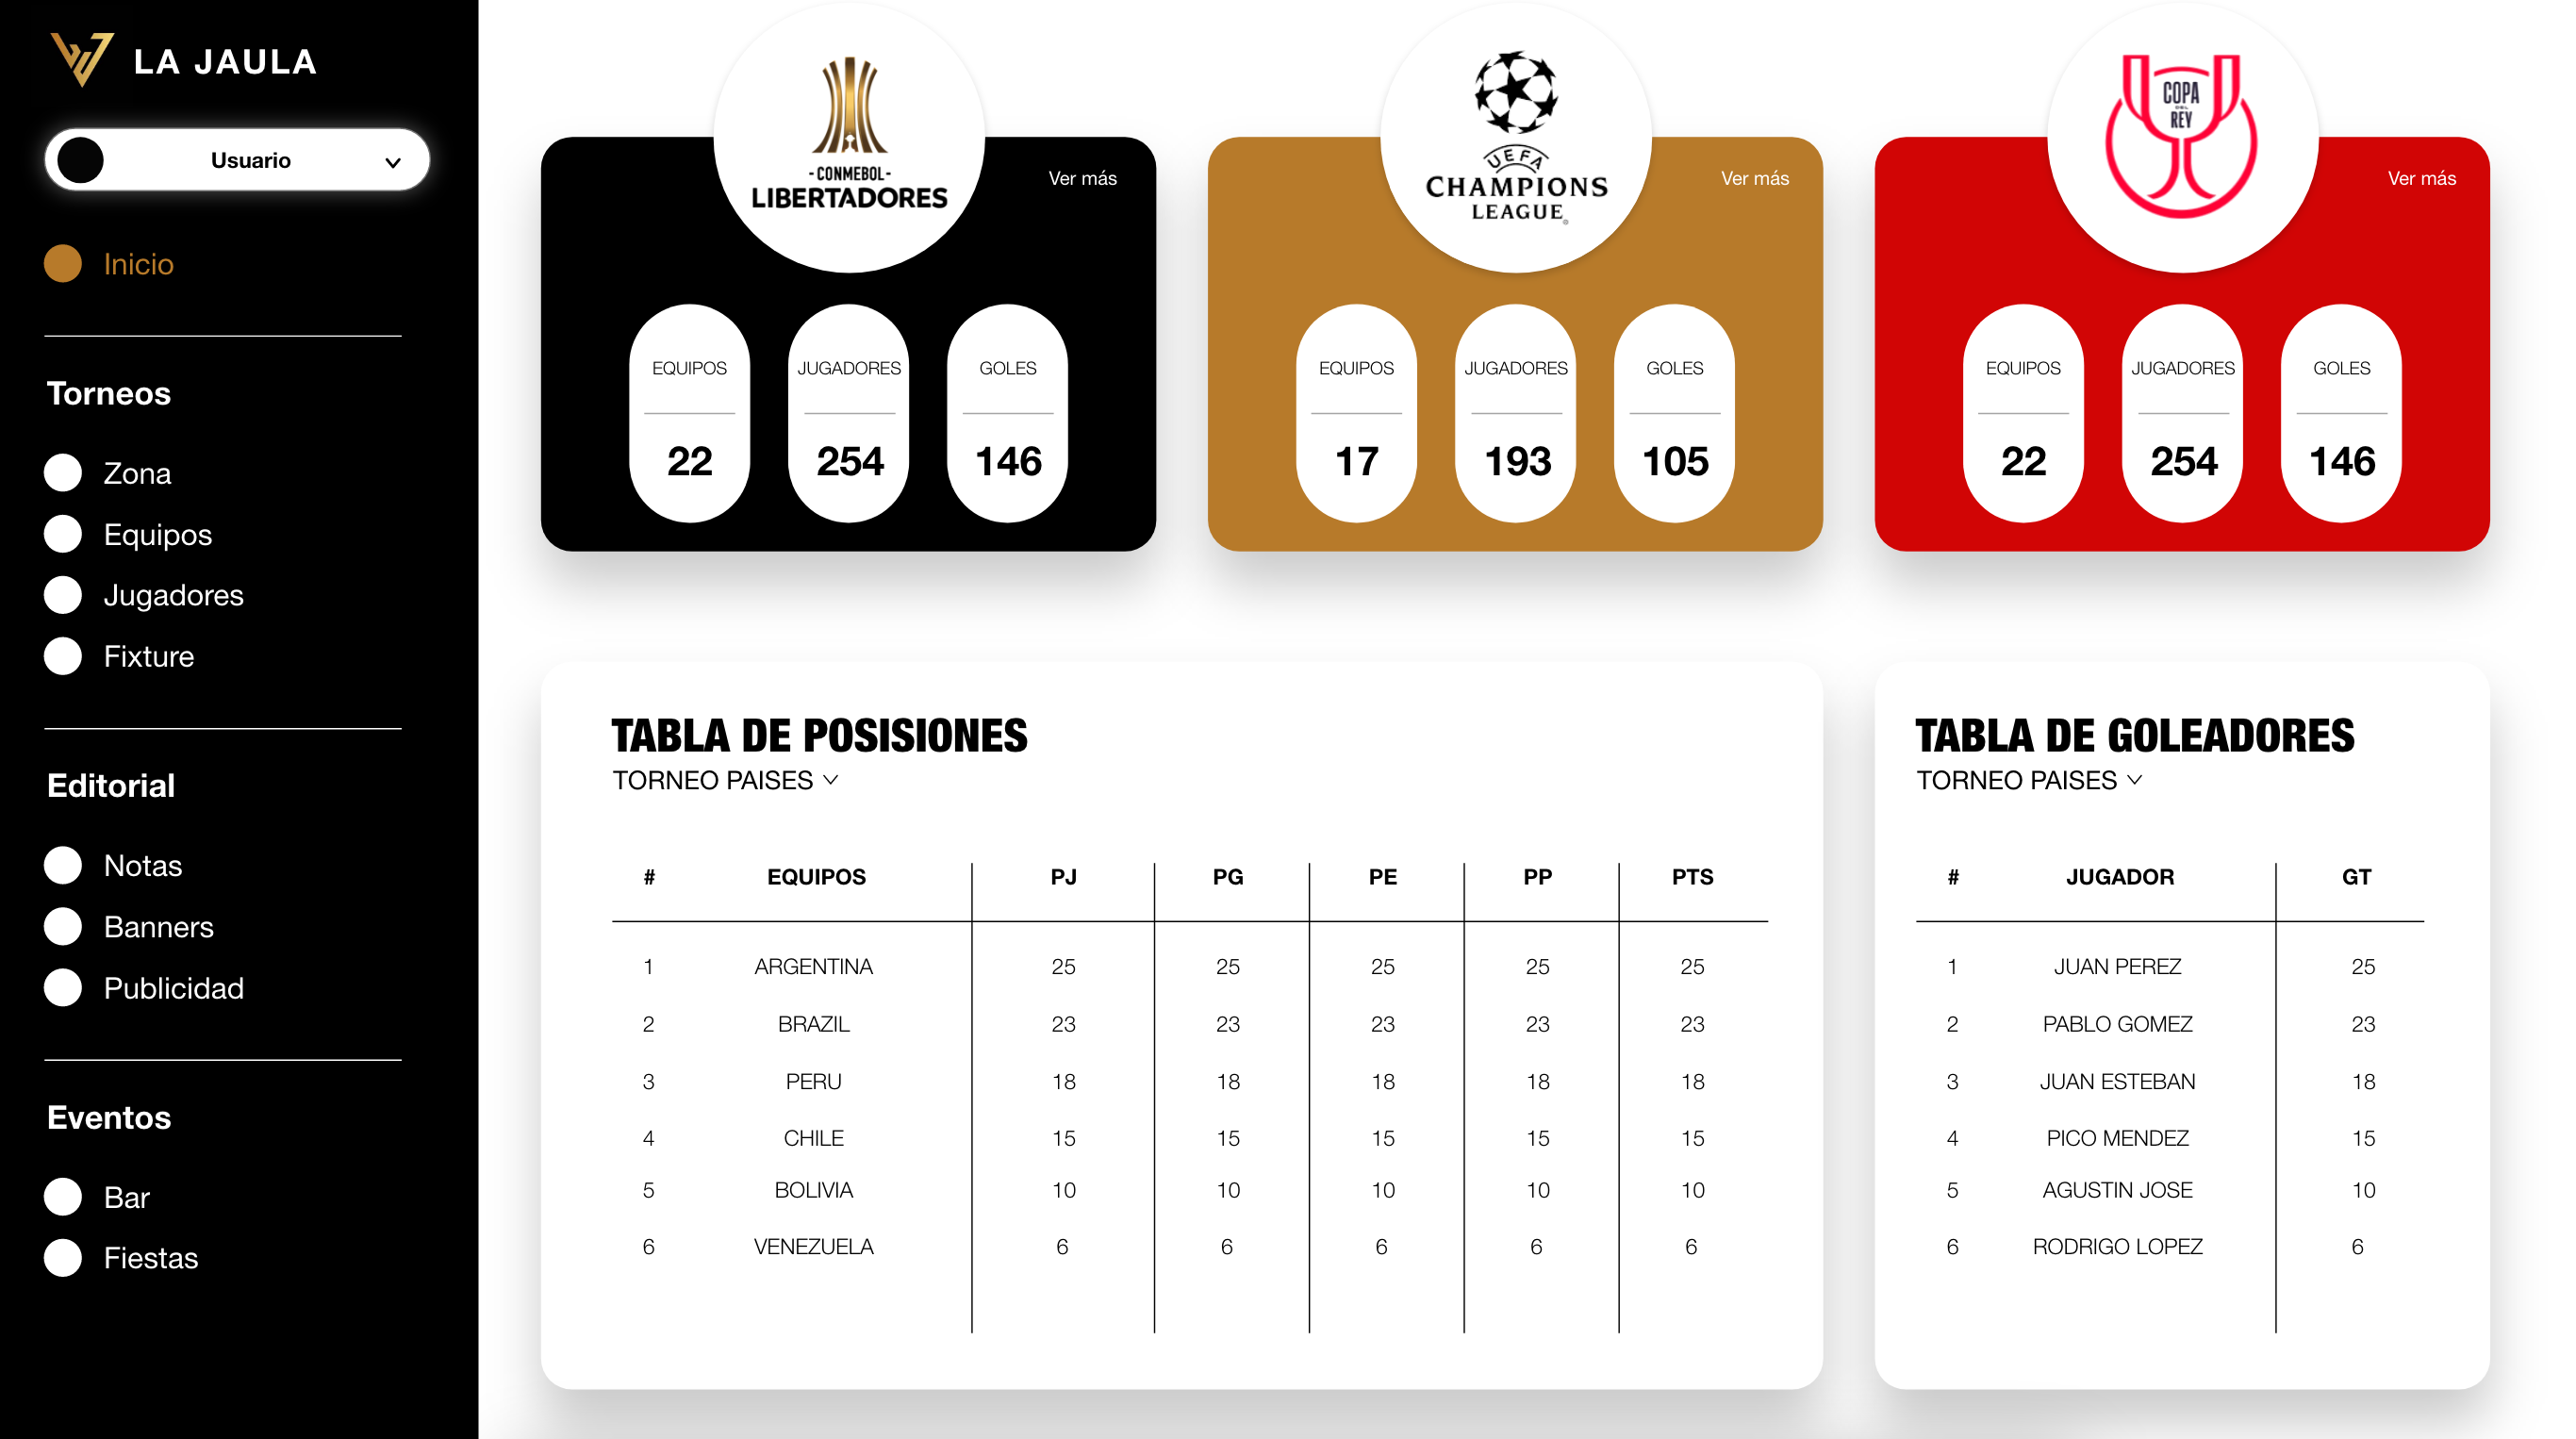 LA JAULA
Usuario
Inicio
Torneos
Zona
Equipos
Jugadores
Fixture
Editorial
Notas
Banners
Publicidad
Eventos
Bar
Fiestas
-CONMEBOL-
LIBERTADORES
Ver más
EQUIPOS JUGADORES GOLES
22 254 146
UEFA
CHAMPIONS
LEAGUE
Ver más
EQUIPOS JUGADORES GOLES
17 193 105
COPA
DEL
REY
Ver más
EQUIPOS JUGADORES GOLES
22 254 146
TABLA DE POSISIONES
TORNEO PAISES
# EQUIPOS PJ PG PE PP PTS
1 ARGENTINA 25 25 25 25 25
2 BRAZIL 23 23 23 23 23
3 PERU 18 18 18 18 18
4 CHILE 15 15 15 15 15
5 BOLIVIA 10 10 10 10 10
6 VENEZUELA 6 6 6 6 6
TABLA DE GOLEADORES
TORNEO PAISES
# JUGADOR GT
1 JUAN PEREZ 25
2 PABLO GOMEZ 23
3 JUAN ESTEBAN 18
4 PICO MENDEZ 15
5 AGUSTIN JOSE 10
6 RODRIGO LOPEZ 6